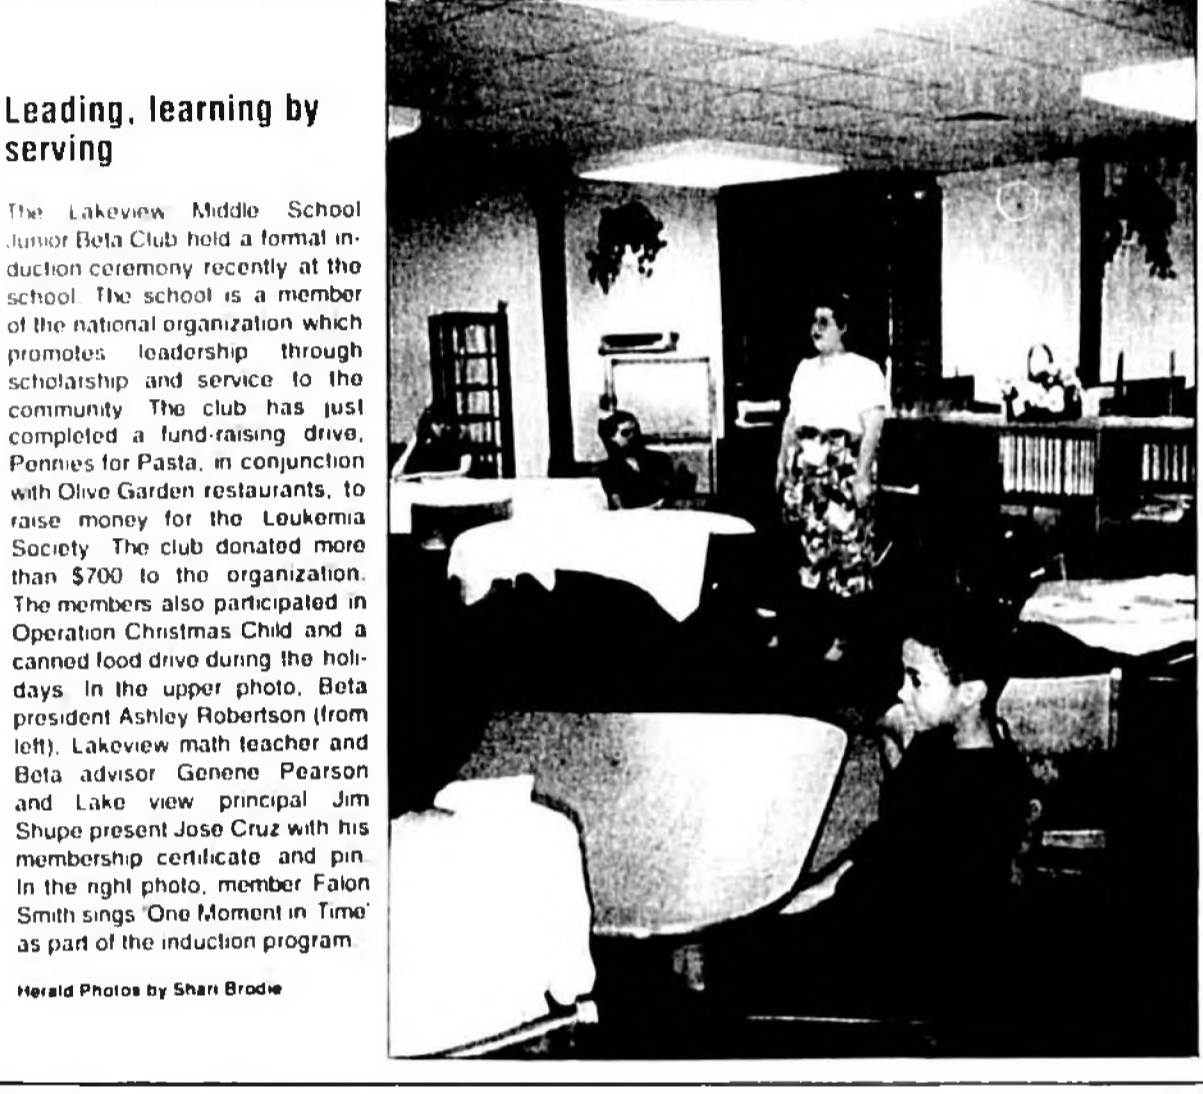 Leading, learning by
serving
The Lakeview Middle School
Junior Beta Club held a formal in-
duction ceremony recently at the
school. The school is a member
of the national organization which
promotes leadership through
scholarship and service to the
community. The club has just
completed a fund-raising drive,
Pennies for Pasta, in conjunction
with Olive Garden restaurants, to
raise money for the Leukemia
Society. The club donated more
than $700 to the organization.
The members also participated in
Operation Christmas Child and a
canned food drive during the holi-
days. In the upper photo, Beta
president Ashley Robertson (from
left), Lakeview math teacher and
Beta advisor Genene Pearson
and Lake view principal Jim
Shupe present Jose Cruz with his
membership certificate and pin.
In the right photo, member Falon
Smith sings 'One Moment in Time'
as part of the induction program.
Herald Photos by Shari Brodie